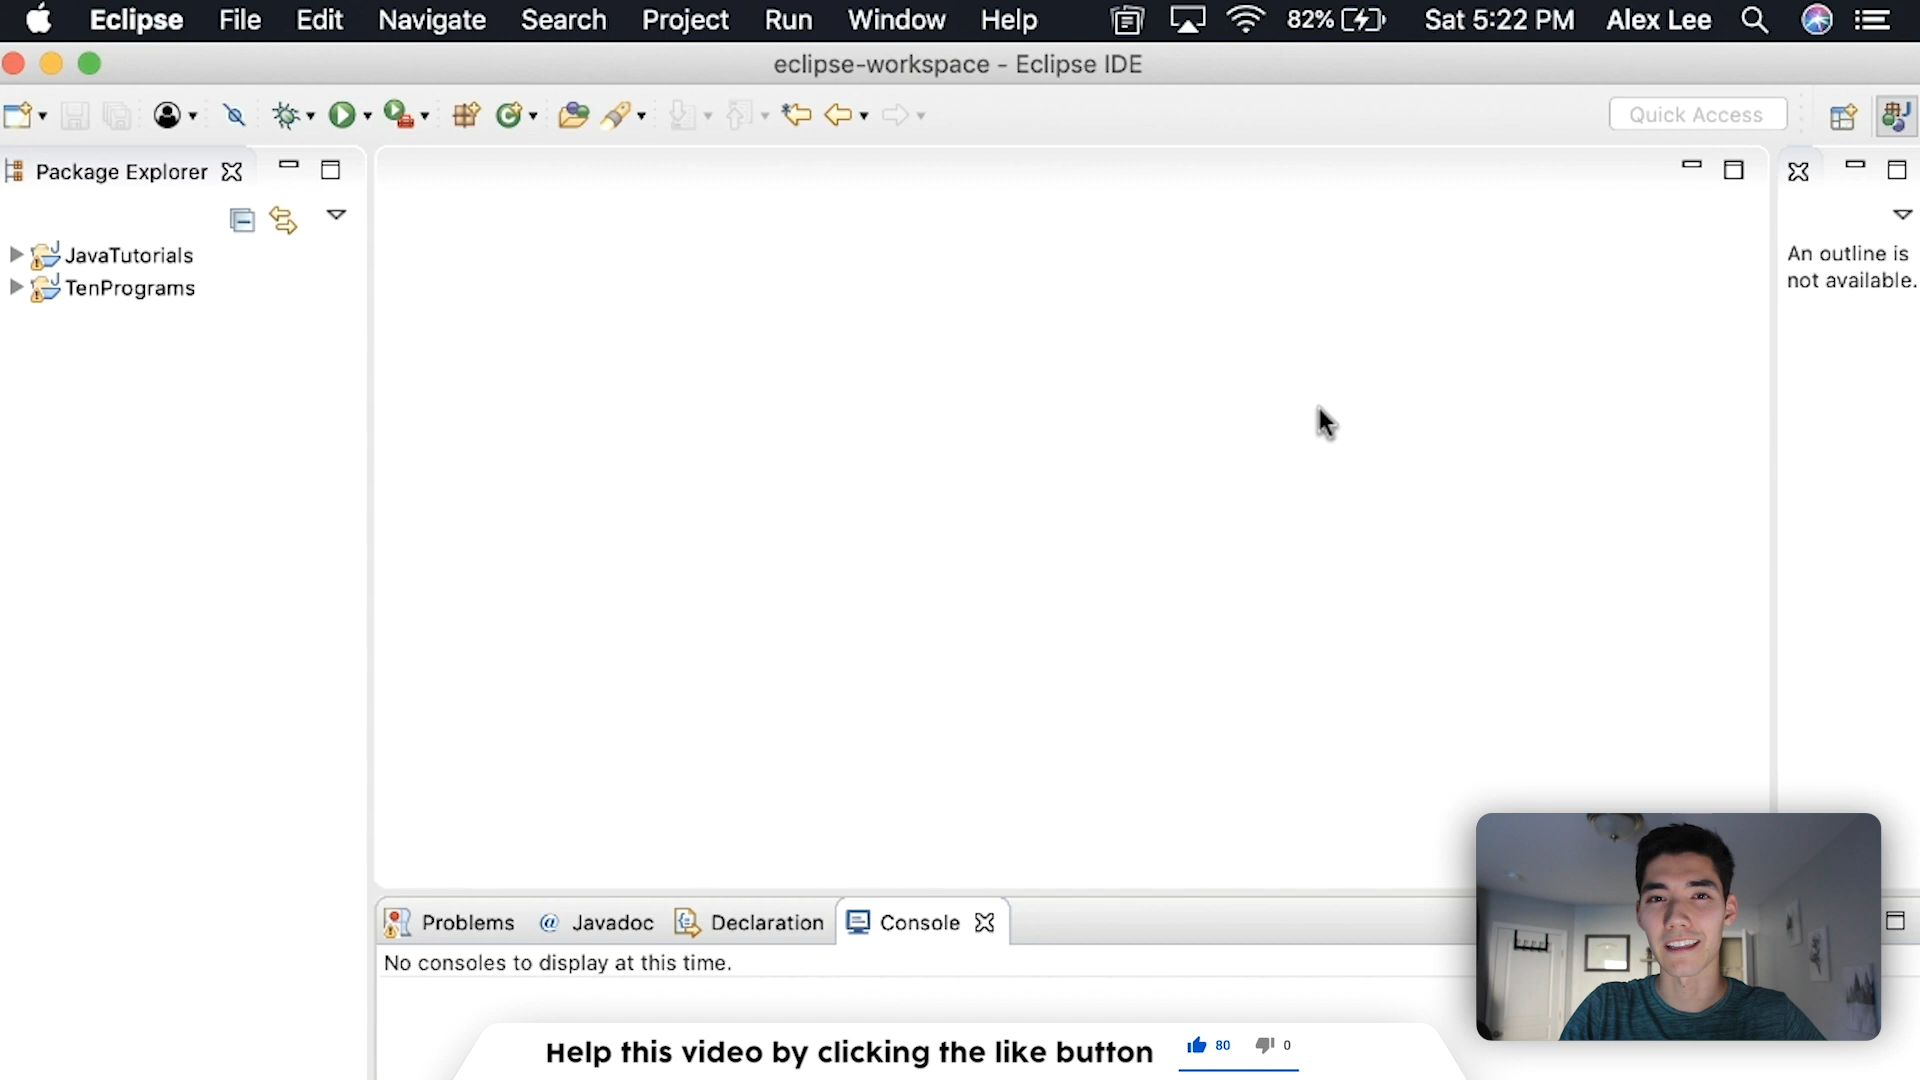 Eclipse File Edit Navigate Search Project Run Window Help 82% Sat 5:22 PM Alex Lee
eclipse-workspace - Eclipse IDE
Quick Access
Package Explorer
JavaTutorials
TenPrograms
An outline is
not available.
Problems @ Javadoc Declaration Console
No consoles to display at this time.
Help this video by clicking the like button 80 0